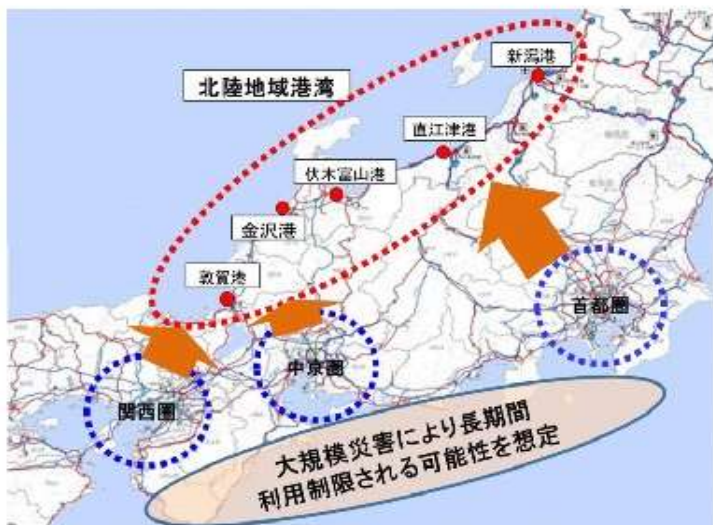 新潟港
北陸地域港湾
直江津港
伏木富山港
金沢港
敦賀港
首都圏
中京圏
関西圏
大規模災害により長期間
利用制限される可能性を想定